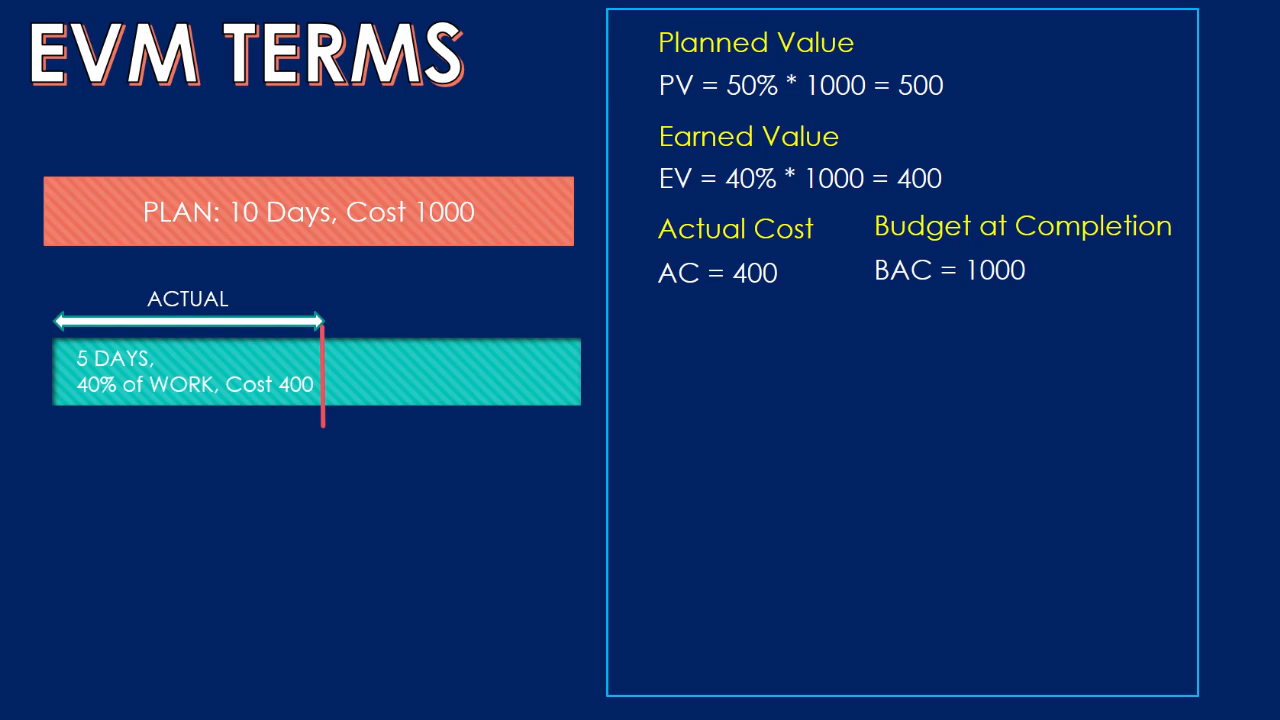 EVM TERMS
PLAN: 10 Days, Cost 1000
ACTUAL
5 DAYS,
40% of WORK, Cost 400
Planned Value
PV = 50% * 1000 = 500
Earned Value
EV = 40% * 1000 = 400
Actual Cost
AC = 400
Budget at Completion
BAC = 1000